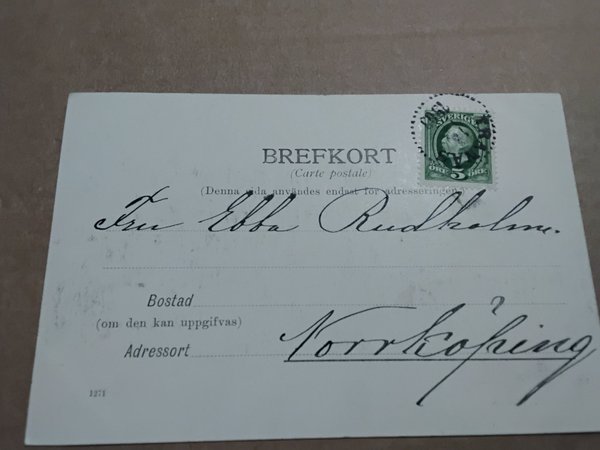 SVERIGE
5
ÖRE ÖRE
BREFKORT
(Carte postale)
(Denna sida användes endast för adresseringen.)
Fru Ebba Rudholm.
Bostad
(om den kan uppgifvas)
Adressort
Norrköping
1271